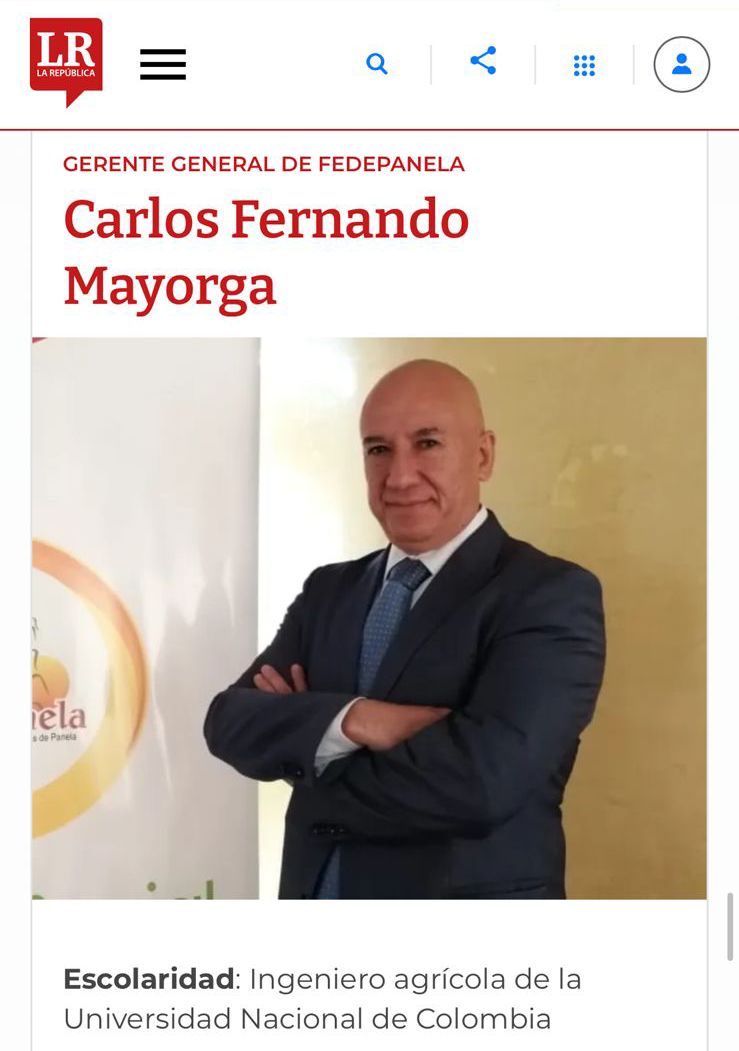 LR
LA REPÚBLICA
GERENTE GENERAL DE FEDEPANELA
Carlos Fernando
Mayorga
nela
s de Panela
Escolaridad: Ingeniero agrícola de la
Universidad Nacional de Colombia